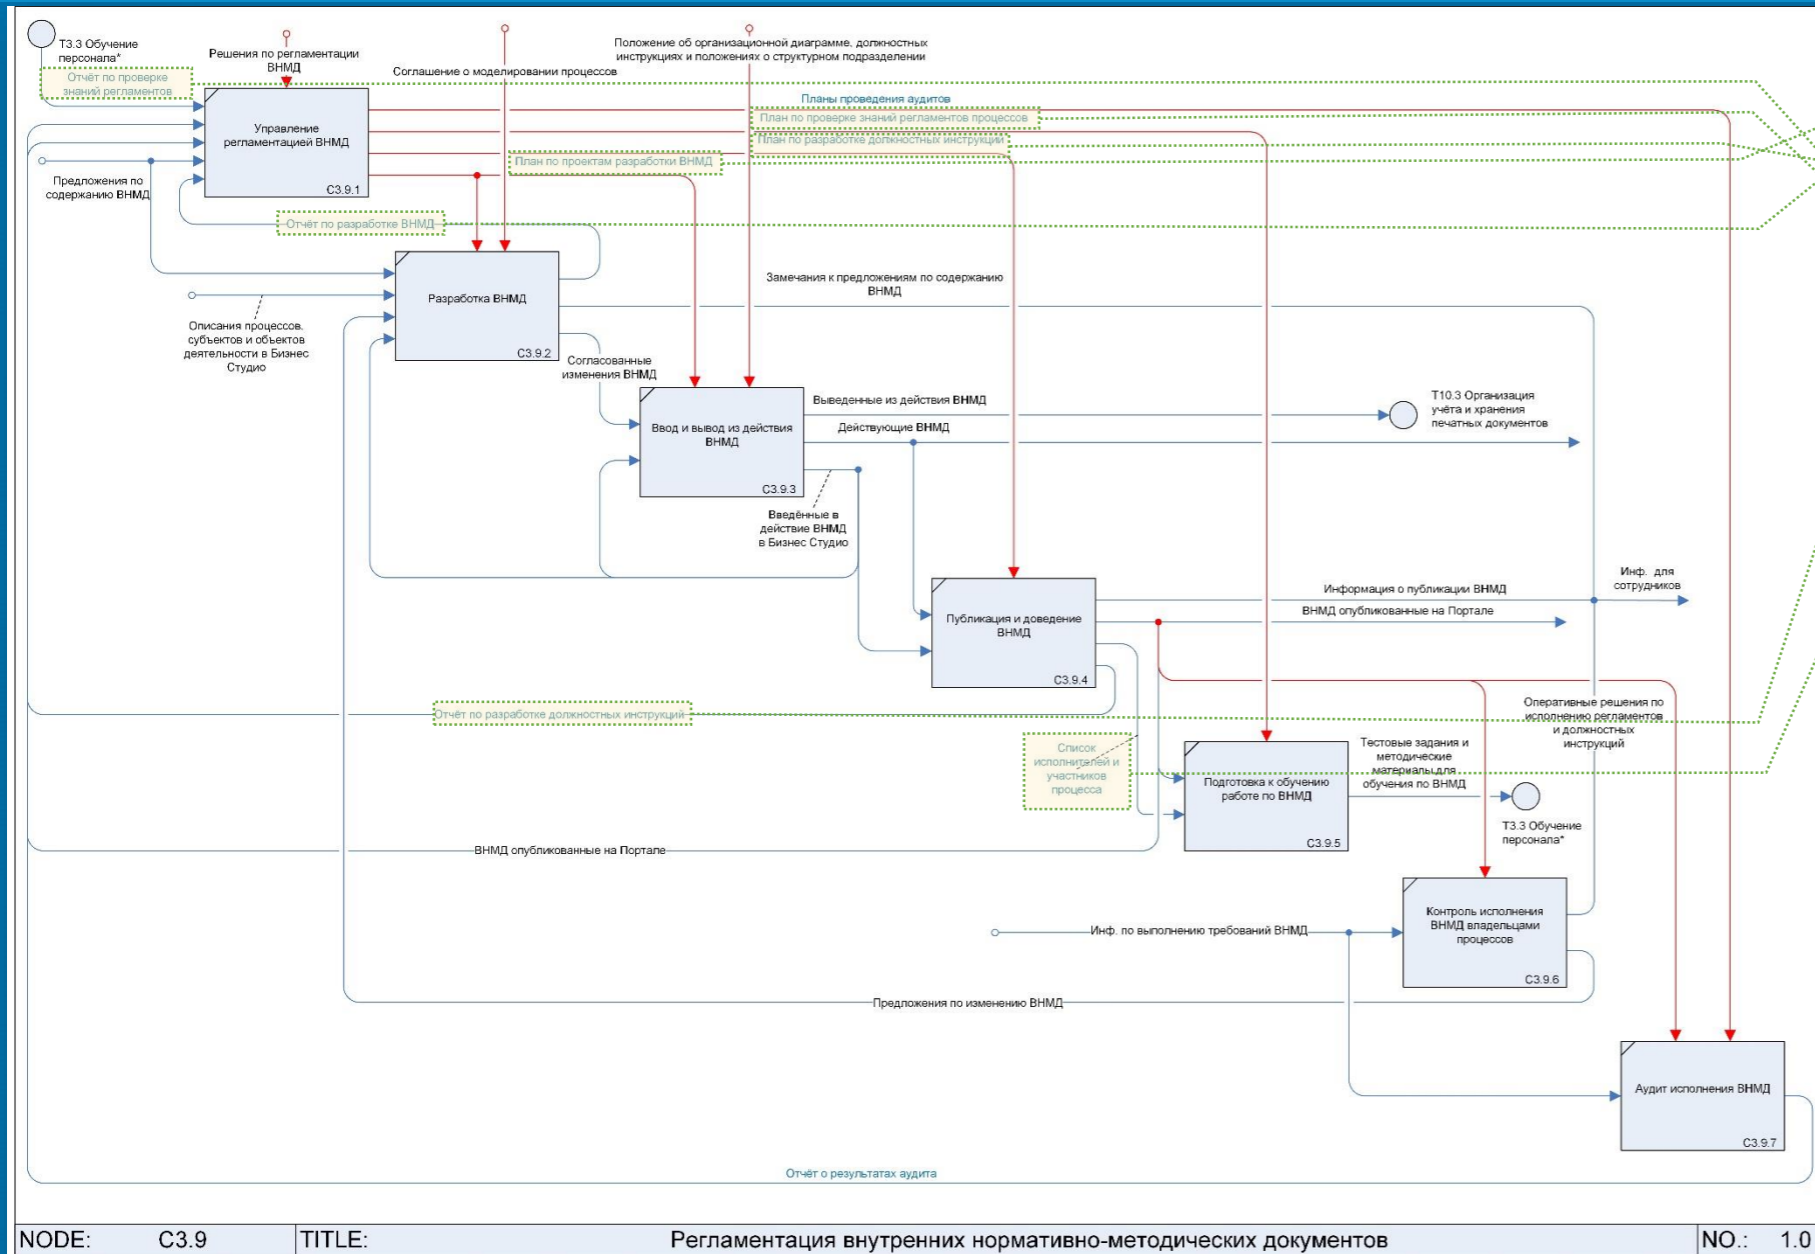 Т3.3 Обучение
персонала*
Отчёт по проверке
знаний регламентов
Решения по регламентации
ВНМД
Соглашение о моделировании процессов
Положение об организационной диаграмме, должностных
инструкциях и положениях о структурном подразделении
Управление
регламентацией ВНМД
С3.9.1
Планы проведения аудитов
План по проверке знаний регламентов процессов
План по разработке должностных инструкции
План по проектам разработки ВНМД
Предложения по
содержанию ВНМД
Отчёт по разработке ВНМД
Разработка ВНМД
С3.9.2
Замечания к предложениям по содержанию
ВНМД
Описания процессов,
субъектов и объектов
деятельности в Бизнес
Студио
Согласованные
изменения ВНМД
Ввод и вывод из действия
ВНМД
С3.9.3
Выведенные из действия ВНМД
Действующие ВНМД
Т10.3 Организация
учёта и хранения
печатных документов
Введённые в
действие ВНМД
в Бизнес Студио
Публикация и доведение
ВНМД
С3.9.4
Информация о публикации ВНМД
ВНМД опубликованные на Портале
Инф. для
сотрудников
Отчёт по разработке должностных инструкций
Список
исполнителей и
участников
процесса
Оперативные решения по
исполнению регламентов
и должностных
инструкций
Подготовка к обучению
работе по ВНМД
С3.9.5
Тестовые задания и
методические
материалы для
обучения по ВНМД
Т3.3 Обучение
персонала*
ВНМД опубликованные на Портале
Контроль исполнения
ВНМД владельцами
процессов
С3.9.6
Инф. по выполнению требований ВНМД
Предложения по изменению ВНМД
Аудит исполнения ВНМД
С3.9.7
Отчёт о результатах аудита
NODE: С3.9 TITLE: Регламентация внутренних нормативно-методических документов NO.: 1.0